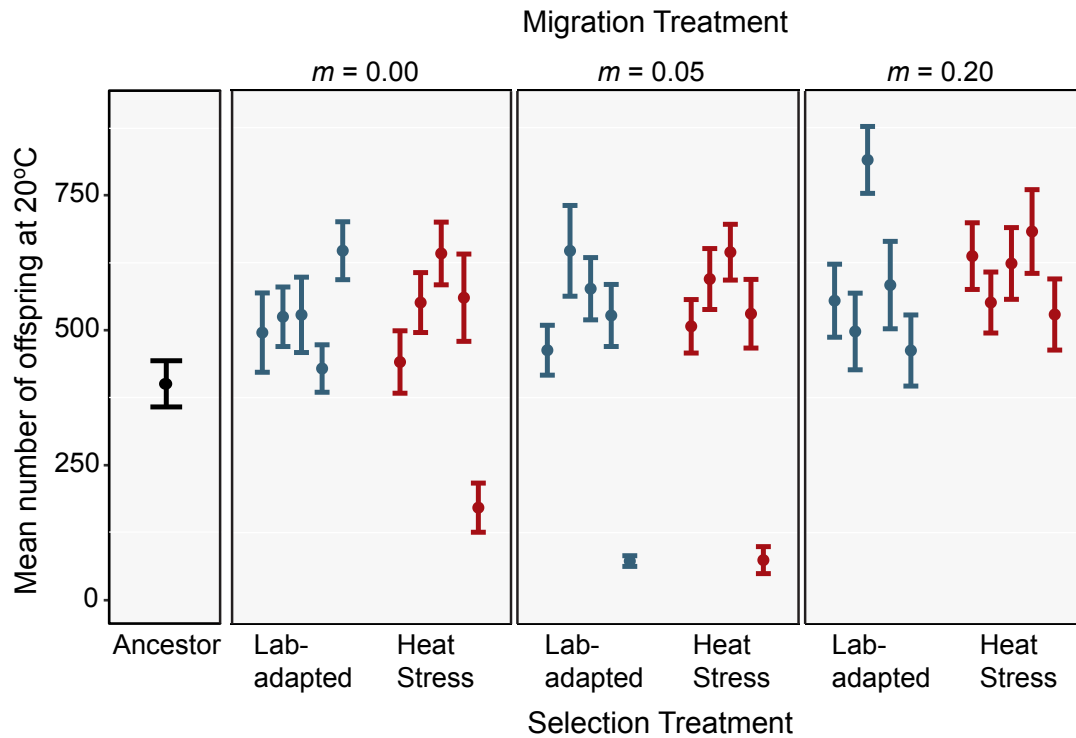 Migration Treatment
m = 0.00
m = 0.05
m = 0.20
Mean number of offspring at 20°C
750
500
250
0
Ancestor
Lab-
adapted
Heat
Stress
Lab-
adapted
Heat
Stress
Lab-
adapted
Heat
Stress
Selection Treatment